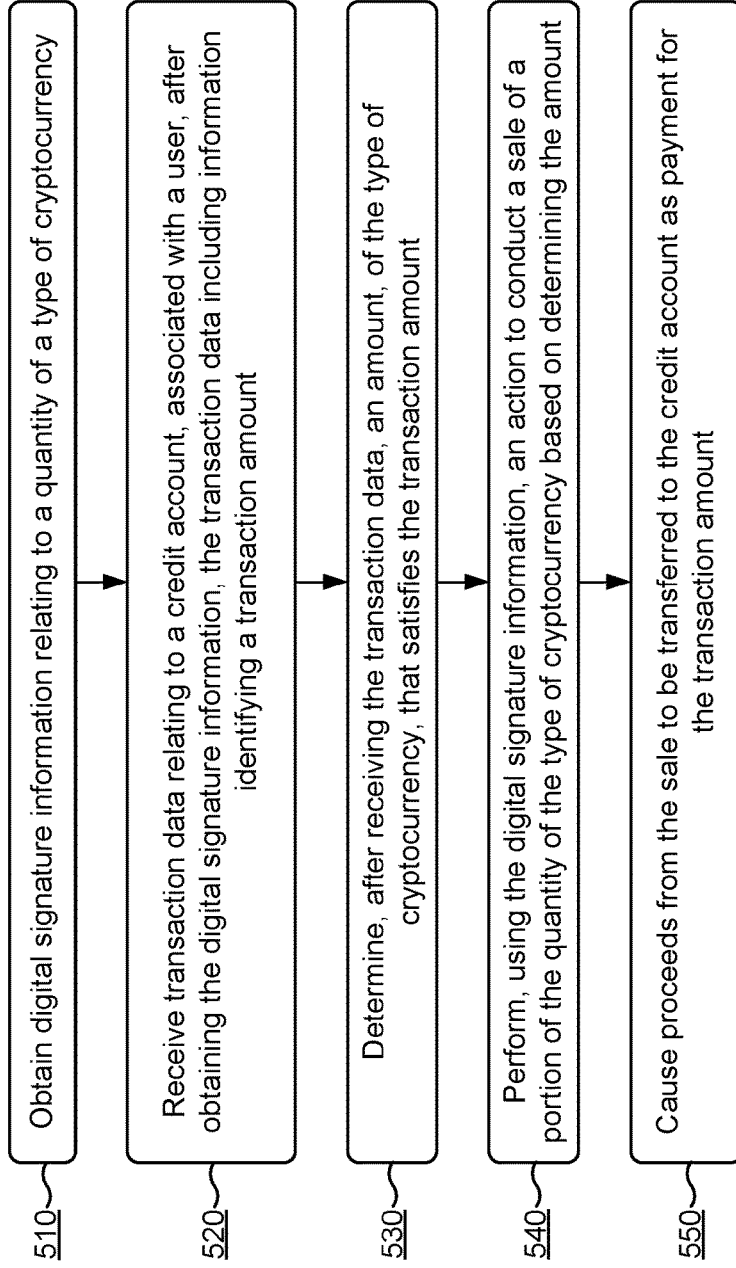 510
Obtain digital signature information relating to a quantity of a type of cryptocurrency
520
Receive transaction data relating to a credit account, associated with a user, after
obtaining the digital signature information, the transaction data including information
identifying a transaction amount
530
Determine, after receiving the transaction data, an amount, of the type of
cryptocurrency, that satisfies the transaction amount
540
Perform, using the digital signature information, an action to conduct a sale of a
portion of the quantity of the type of cryptocurrency based on determining the amount
550
Cause proceeds from the sale to be transferred to the credit account as payment for
the transaction amount